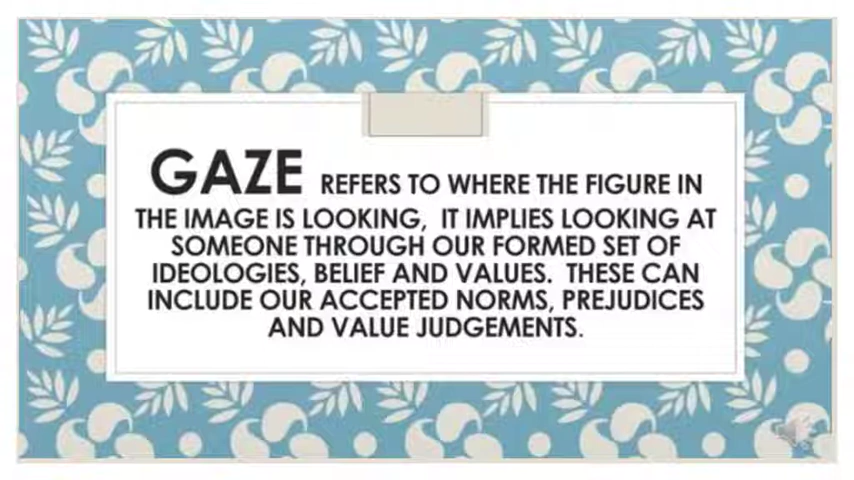 GAZE REFERS TO WHERE THE FIGURE IN
THE IMAGE IS LOOKING, IT IMPLIES LOOKING AT
SOMEONE THROUGH OUR FORMED SET OF
IDEOLOGIES, BELIEF AND VALUES. THESE CAN
INCLUDE OUR ACCEPTED NORMS, PREJUDICES
AND VALUE JUDGEMENTS.